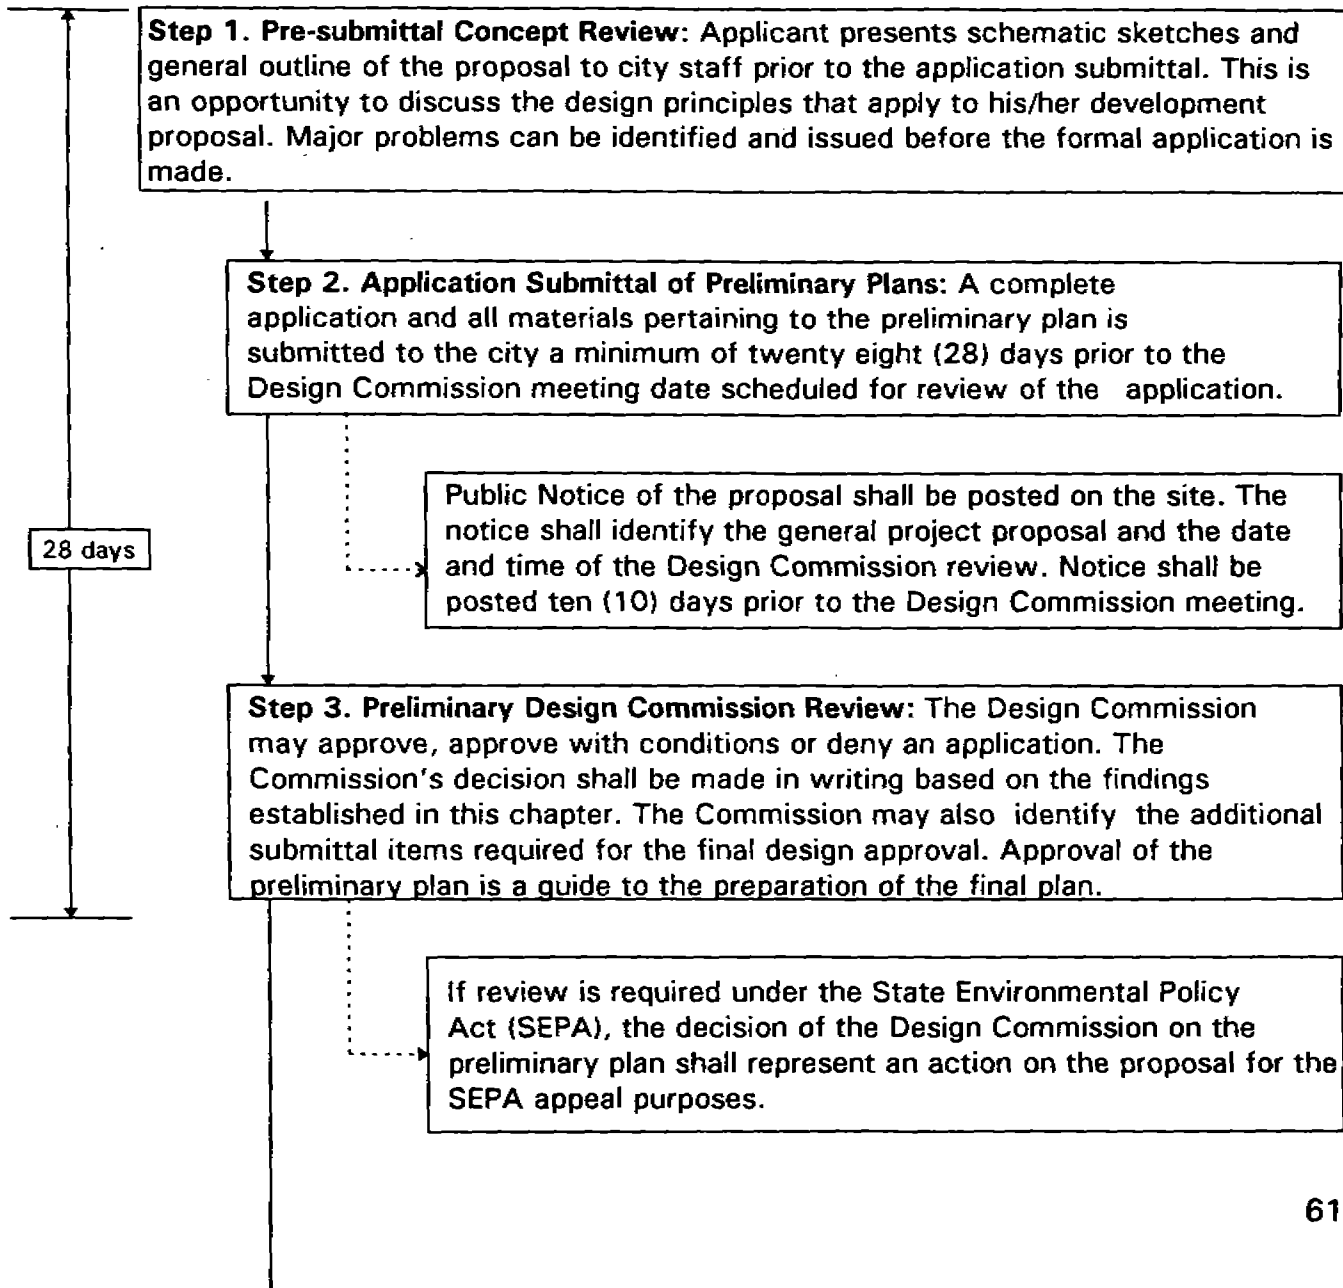 Step 1. Pre-submittal Concept Review: Applicant presents schematic sketches and
general outline of the proposal to city staff prior to the application submittal. This is
an opportunity to discuss the design principles that apply to his/her development
proposal. Major problems can be identified and issued before the formal application is
made.
Step 2. Application Submittal of Preliminary Plans: A complete
application and all materials pertaining to the preliminary plan is
submitted to the city a minimum of twenty eight (28) days prior to the
Design Commission meeting date scheduled for review of the application.
28 days
Public Notice of the proposal shall be posted on the site. The
notice shall identify the general project proposal and the date
and time of the Design Commission review. Notice shall be
posted ten (10) days prior to the Design Commission meeting.
Step 3. Preliminary Design Commission Review: The Design Commission
may approve, approve with conditions or deny an application. The
Commission's decision shall be made in writing based on the findings
established in this chapter. The Commission may also identify the additional
submittal items required for the final design approval. Approval of the
preliminary plan is a guide to the preparation of the final plan.
If review is required under the State Environmental Policy
Act (SEPA), the decision of the Design Commission on the
preliminary plan shall represent an action on the proposal for the
SEPA appeal purposes.
61